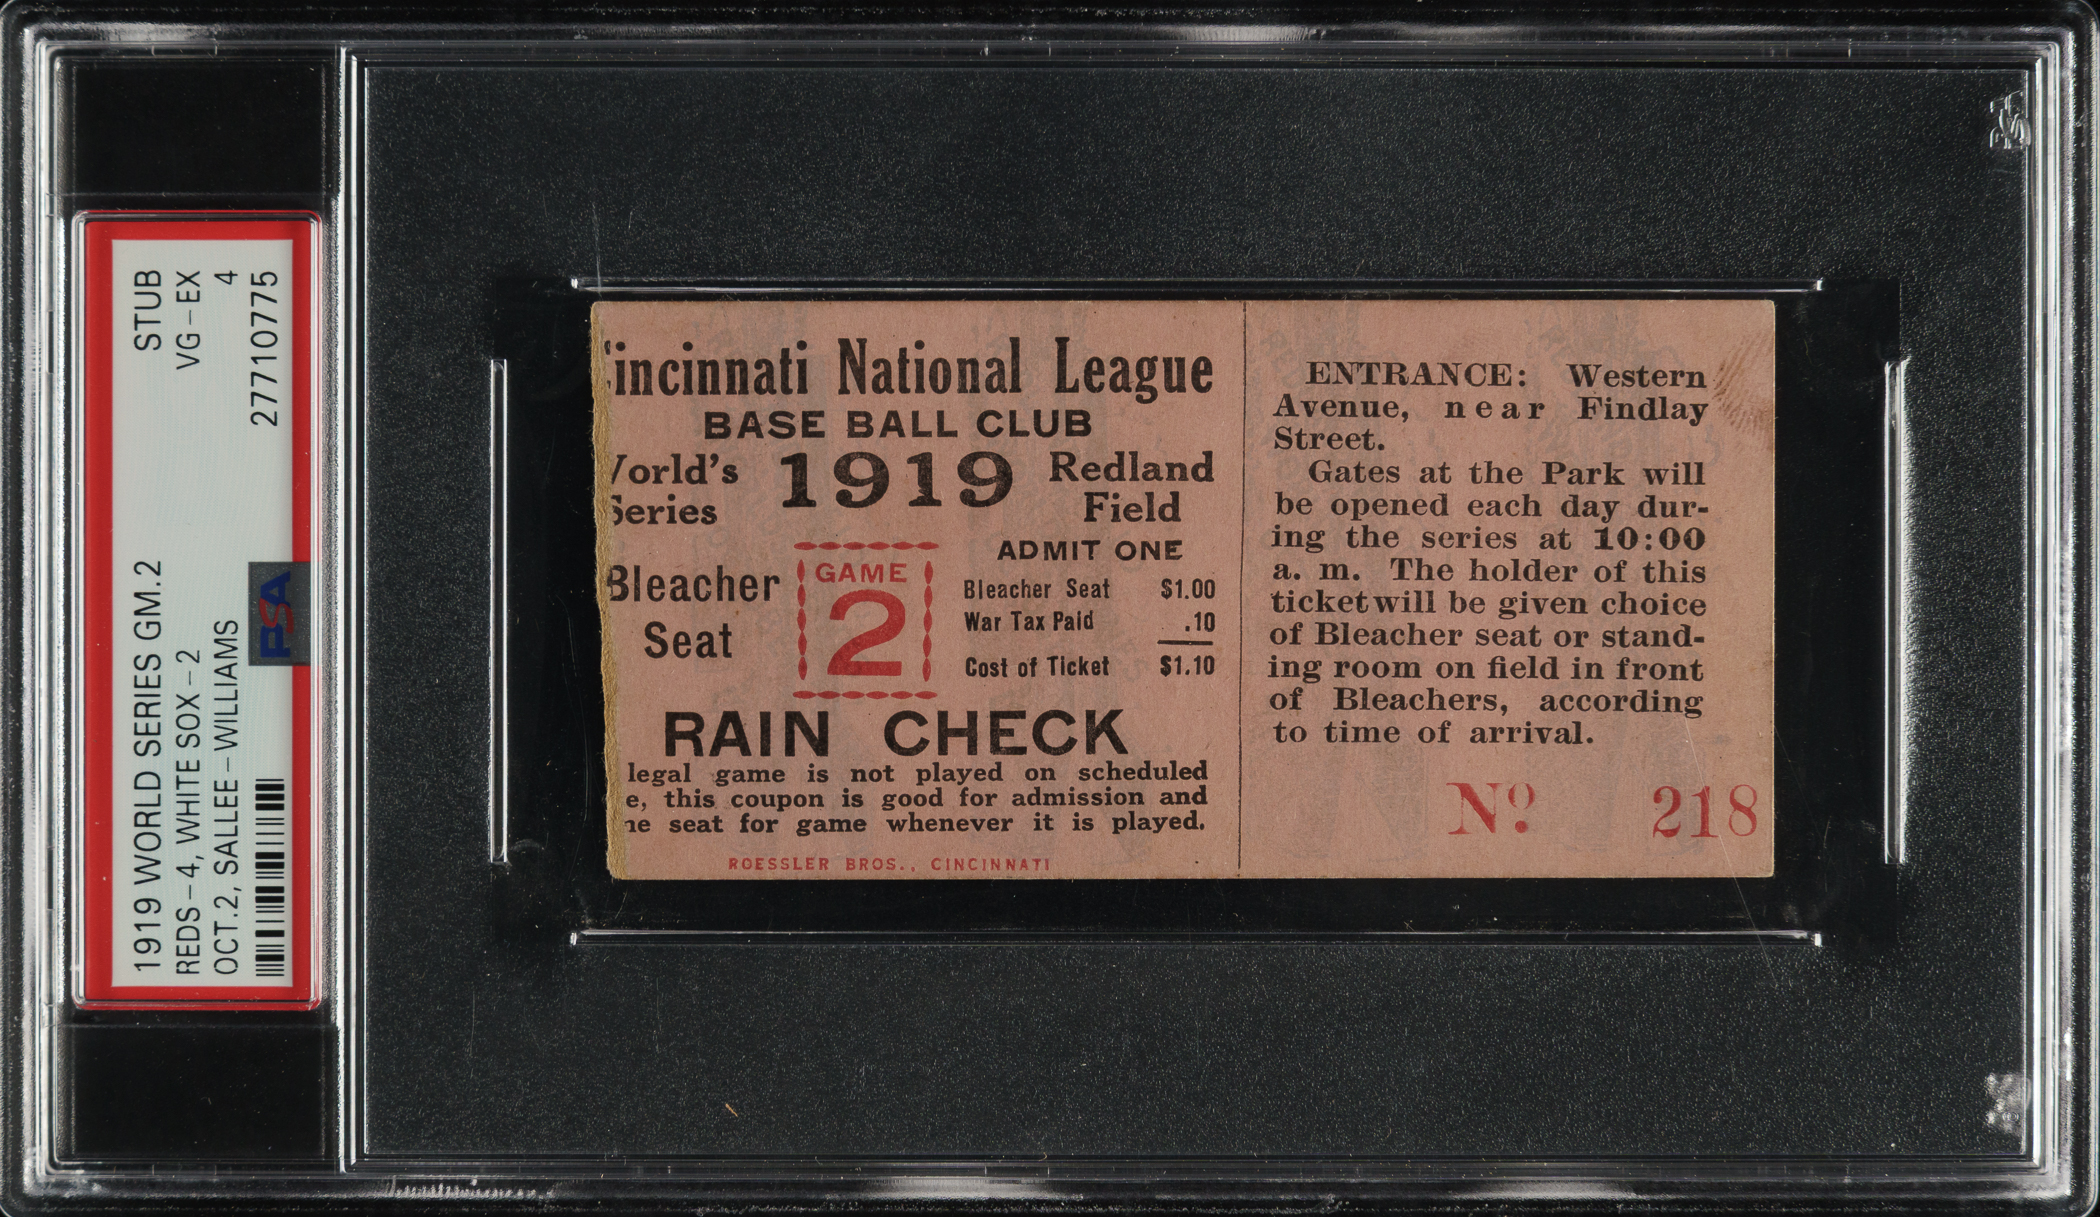 1919 WORLD SERIES GM.2 STUB
REDS-4, WHITE SOX-2 VG-EX
OCT.2, SALLEE-WILLIAMS 4
27710775
PSA
incinnati National League
BASE BALL CLUB
orld's 1919 Redland
eries Field
Bleacher
Seat
GAME
2
ADMIT ONE
Bleacher Seat $1.00
War Tax Paid .10
Cost of Ticket $1.10
RAIN CHECK
legal game is not played on scheduled
e, this coupon is good for admission and
ne seat for game whenever it is played.
ROESSLER BROS., CINCINNATI
ENTRANCE: Western
Avenue, near Findlay
Street.
Gates at the Park will
be opened each day dur-
ing the series at 10:00
a. m. The holder of this
ticket will be given choice
of Bleacher seat or stand-
ing room on field in front
of Bleachers, according
to time of arrival.
Nº 218
PSA